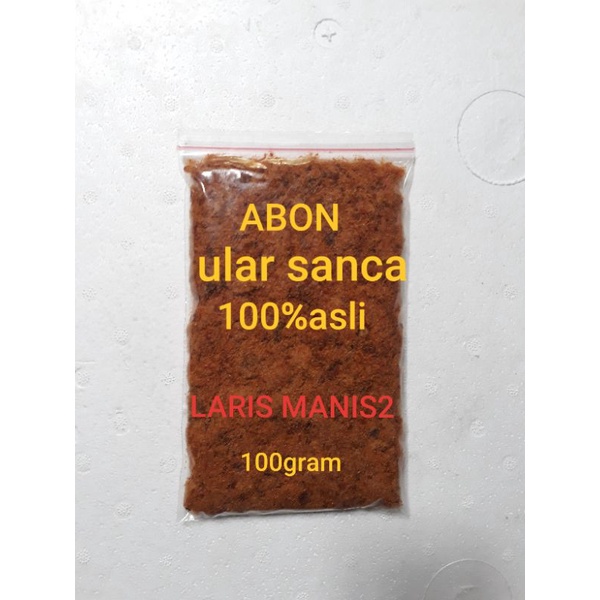 ABON
ular sanca
100%asli
LARIS MANIS2
100gram